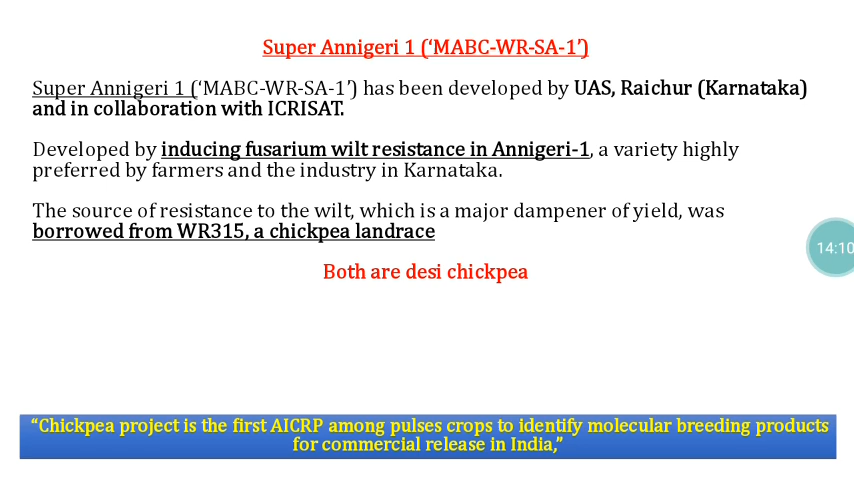 Super Annigeri 1 (‘MABC-WR-SA-1’)
Super Annigeri 1 (‘MABC-WR-SA-1’) has been developed by UAS, Raichur (Karnataka)
and in collaboration with ICRISAT.
Developed by inducing fusarium wilt resistance in Annigeri-1, a variety highly
preferred by farmers and the industry in Karnataka.
The source of resistance to the wilt, which is a major dampener of yield, was
borrowed from WR315, a chickpea landrace
14:10
Both are desi chickpea
“Chickpea project is the first AICRP among pulses crops to identify molecular breeding products
for commercial release in India,”